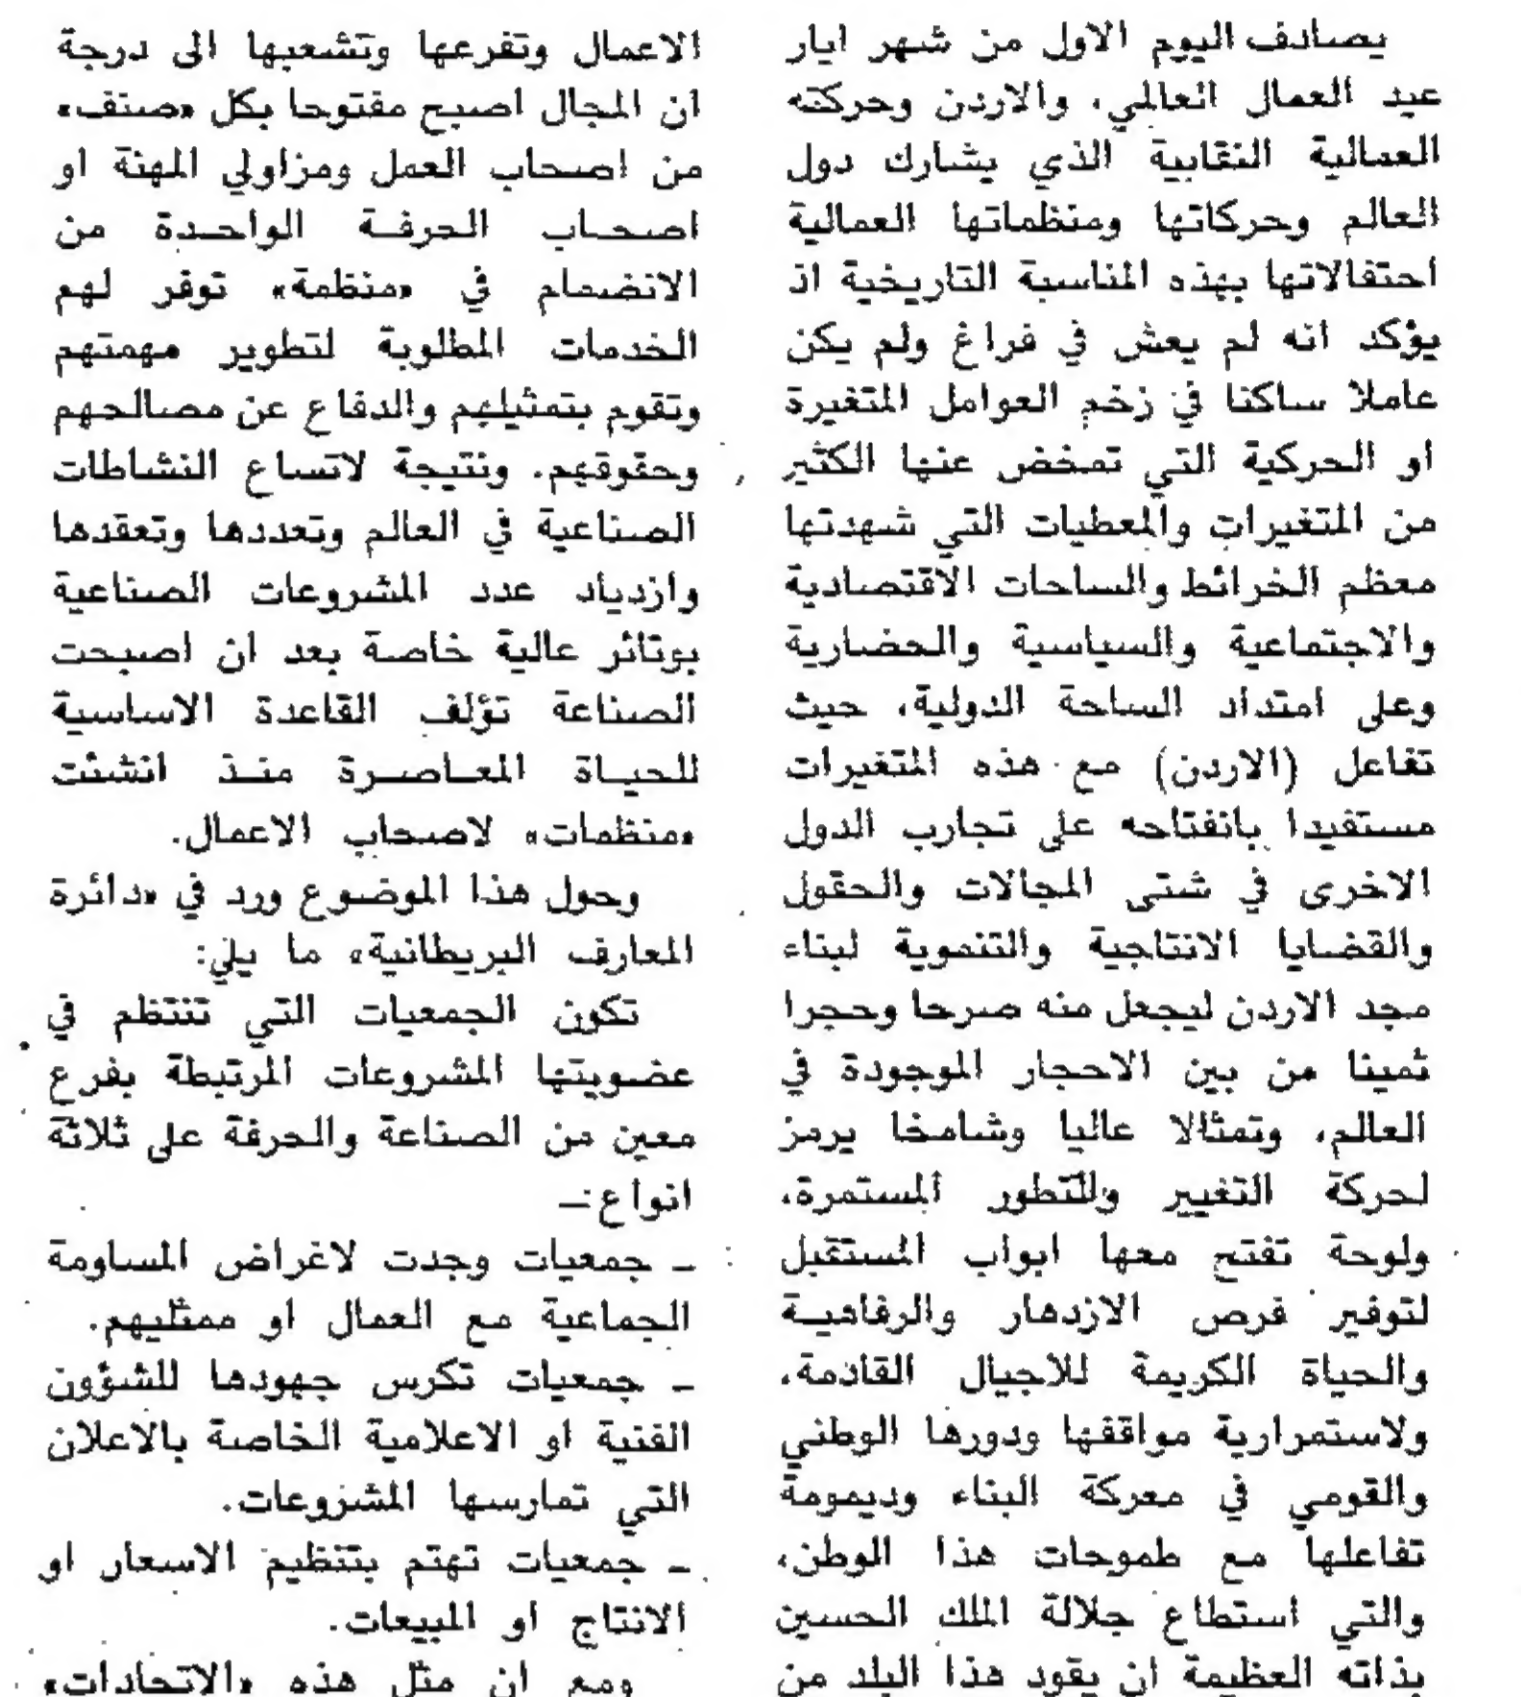 يصادف اليوم الاول من شهر ايار
عيد العمال العالمي، والاردن وحركته
العمالية النقابية الذي يشارك دول
العالم وحركاتها ومنظماتها العمالية
احتفالاتها بهذه المناسبة التاريخية اذ
يؤكد انه لم يعش في فراغ ولم يكن
عاملا ساكنا في زخم العوامل المتغيرة
او الحركية التي تمخض عنها الكثير
من المتغيرات والمعطيات التي شهدتها
معظم الخرائط والساحات الاقتصادية
والاجتماعية والسياسية والحضارية
وعلى امتداد الساحة الدولية، حيث
تفاعل (الاردن) مع هذه المتغيرات
مستفيدا بانفتاحه على تجارب الدول
الاخرى في شتى المجالات والحقول
والقضايا الانتاجية والتنموية لبناء
مجد الاردن ليجعل منه صرحا وحجرا
ثمينا من بين الاحجار الموجودة في
العالم، وتمثالا عاليا وشامخا يرمز
لحركة التغيير وللتطور المستمرة،
ولوحة تفتح معها ابواب المستقبل
لتوفير فرص الازدهار والرفاهية
والحياة الكريمة للاجيال القادمة،
ولاستمرارية مواقفها ودورها الوطني
والقومي في معركة البناء وديمومة
تفاعلها مع طموحات هذا الوطن،
والتي استطاع جلالة الملك الحسين
بذاته العظيمة ان يقود هذا البلد من
الاعمال وتفرعها وتشعبها الى درجة
ان المجال اصبح مفتوحا بكل «صنف»
من اصحاب العمل ومزاولي المهنة او
اصحاب الحرفة الواحدة من
الانضمام في «منظمة» توفر لهم
الخدمات المطلوبة لتطوير مهمتهم
وتقوم بتمثيلهم والدفاع عن مصالحهم
وحقوقهم. ونتيجة لاتساع النشاطات
الصناعية في العالم وتعددها وتعقدها
وازدياد عدد المشروعات الصناعية
بوتائر عالية خاصة بعد ان اصبحت
الصناعة تؤلف القاعدة الاساسية
للحياة المعاصرة منذ انشئت
«منظمات» لاصحاب الاعمال.
وحول هذا الموضوع ورد في «دائرة
المعارف البريطانية» ما يلي:
تكون الجمعيات التي تنتظم في
عضويتها المشروعات المرتبطة بفرع
معين من الصناعة والحرفة على ثلاثة
انواع:ـ
ـ جمعيات وجدت لاغراض المساومة
الجماعية مع العمال او ممثليهم.
ـ جمعيات تكرس جهودها للشؤون
الفنية او الاعلامية الخاصة بالاعلان
التي تمارسها المشروعات.
ـ جمعيات تهتم بتنظيم الاسعار او
الانتاج او المبيعات.
ومع ان مثل هذه «الاتحادات»